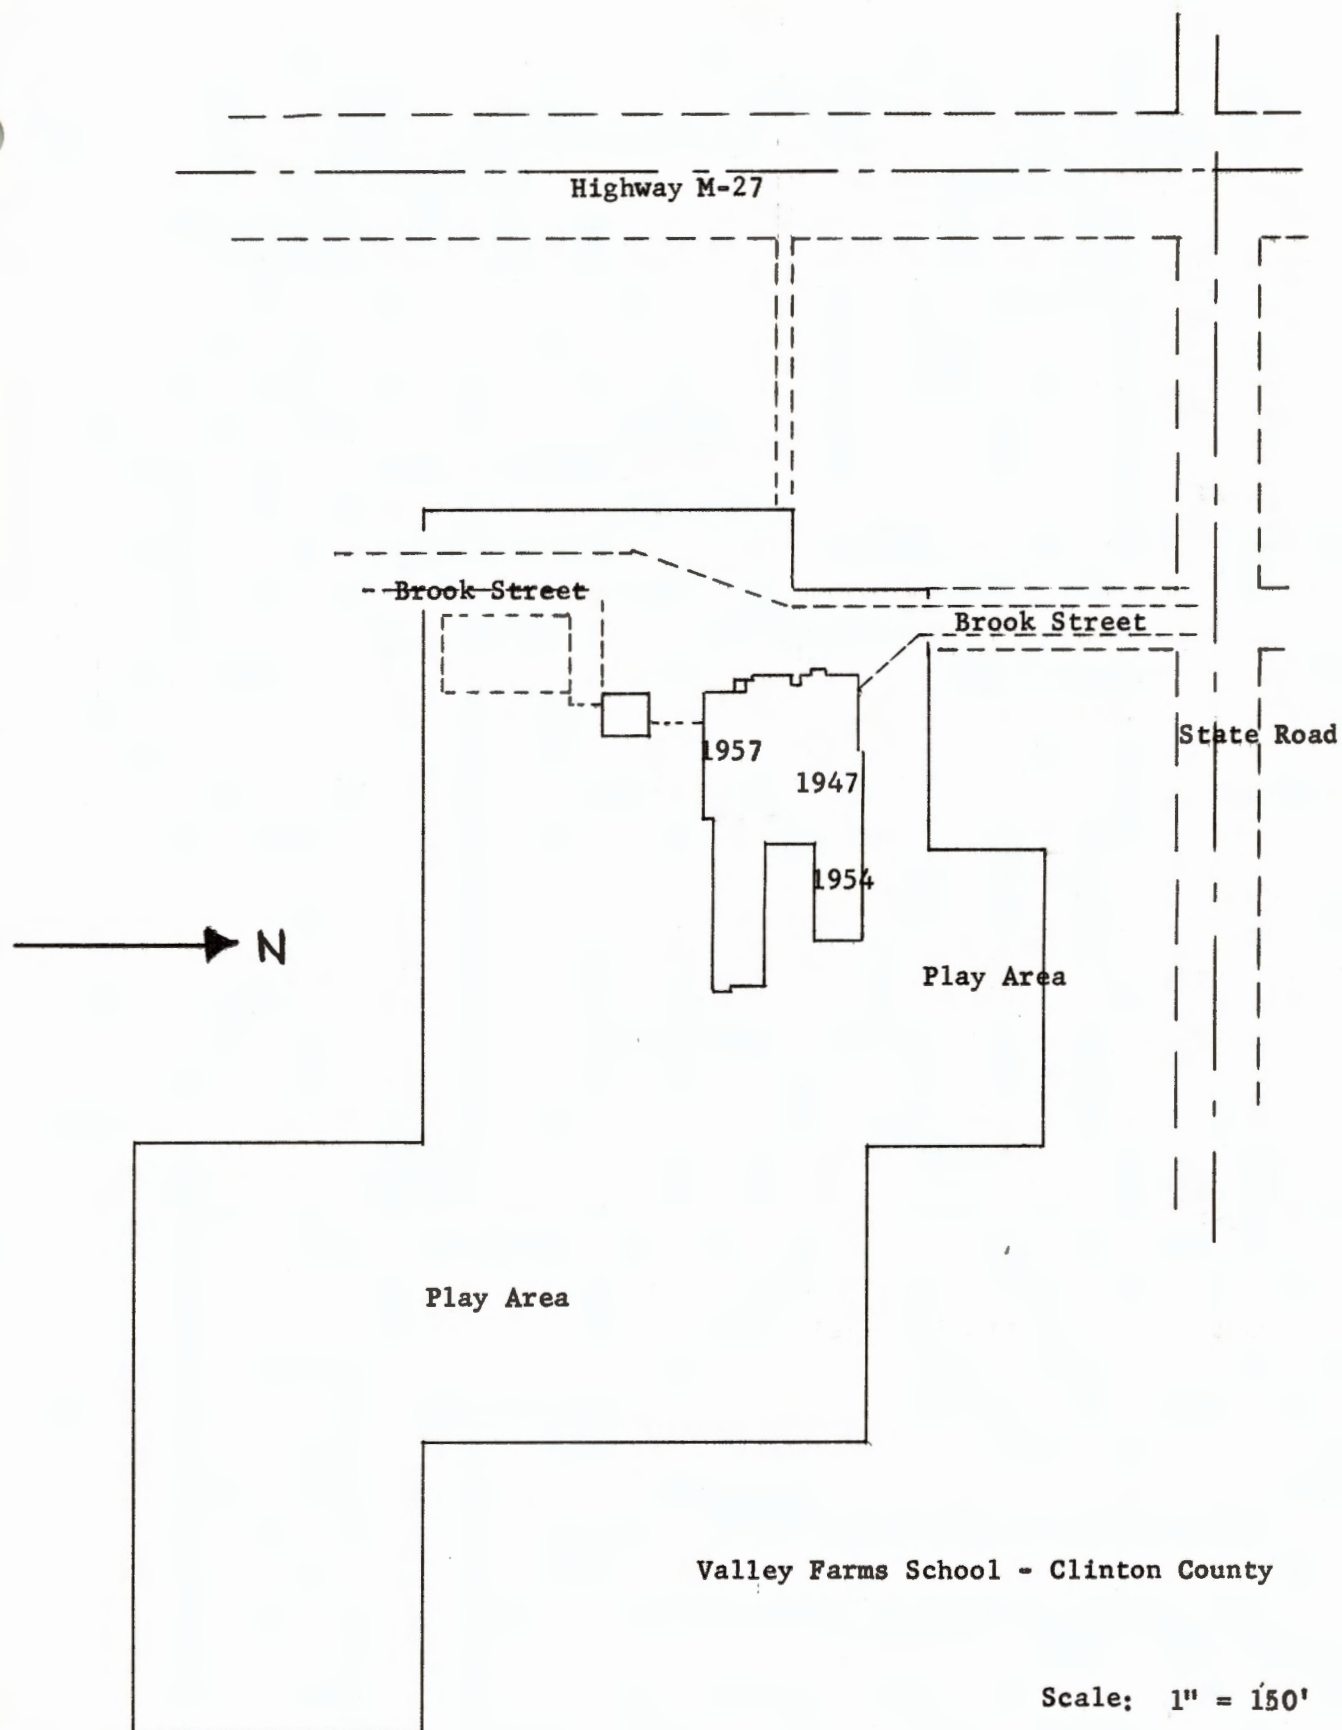 Highway M-27
Brook Street
Brook Street
State Road
1957
1947
1954
N
Play Area
Play Area
Valley Farms School - Clinton County
Scale: 1" = 150'